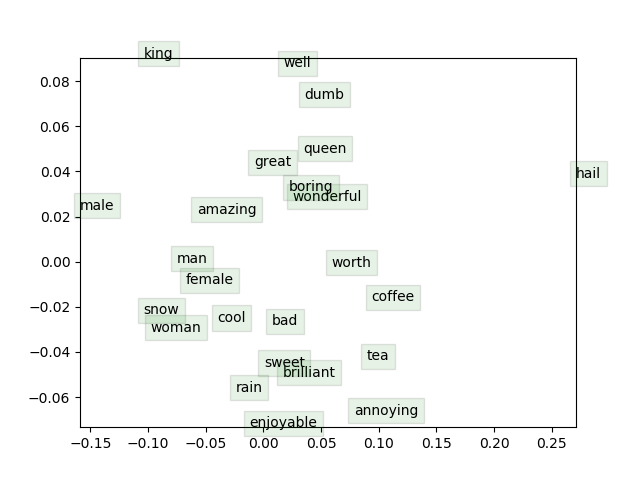 king
well
0.08
dumb
0.06
queen
great
0.04
hail
boring
wonderful
male
0.02
amazing
man
0.00
worth
female
coffee
−0.02
snow
cool
bad
woman
−0.04
tea
sweet
brilliant
rain
−0.06
annoying
enjoyable
−0.15 −0.10 −0.05 0.00 0.05 0.10 0.15 0.20 0.25